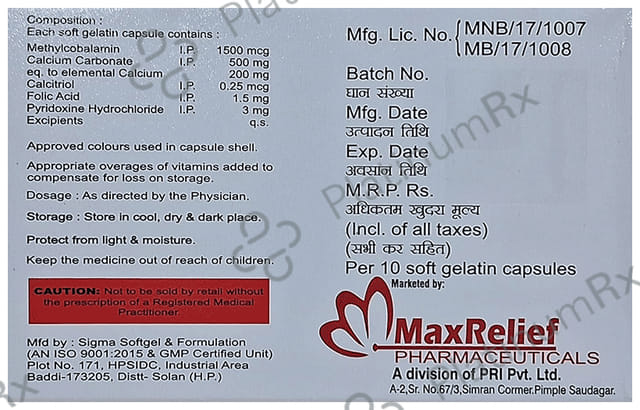 Composition :
Each soft gelatin capsule contains :
Methylcobalamin I.P. 1500 mcg
Calcium Carbonate I.P. 500 mg
eq. to elemental Calcium 200 mg
Calcitriol I.P. 0.25 mcg
Folic Acid I.P. 1.5 mg
Pyridoxine Hydrochloride I.P. 3 mg
Excipients q.s.
Approved colours used in capsule shell.
Appropriate overages of vitamins added to
compensate for loss on storage.
Dosage : As directed by the Physician.
Storage : Store in cool, dry & dark place.
Protect from light & moisture.
Keep the medicine out of reach of children.
CAUTION: Not to be sold by retail without
the prescription of a Registered Medical
Practitioner.
Mfd by : Sigma Softgel & Formulation
(AN ISO 9001:2015 & GMP Certified Unit)
Plot No. 171, HPSIDC, Industrial Area
Baddi-173205, Distt- Solan (H.P.)
Mfg. Lic. No. { MNB/17/1007
MB/17/1008
Batch No.
घान संख्या
Mfg. Date
उत्पादन तिथि
Exp. Date
अवसान तिथि
M.R.P. Rs.
अधिकतम खुदरा मूल्य
(Incl. of all taxes)
(सभी कर सहित)
Per 10 soft gelatin capsules
Marketed by:
MaxRelief
PHARMACEUTICALS
A division of PRI Pvt. Ltd.
A-2,Sr. No.67/3,Simran Corner.Pimple Saudagar.
PlatinumRx
PlatinumRx